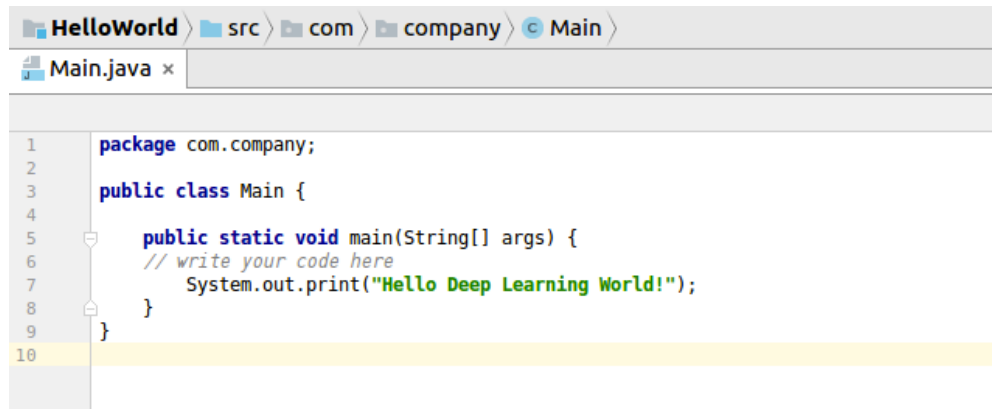 HelloWorld src com company C Main
Main.java ×
1 package com.company;
2
3 public class Main {
4
5     public static void main(String[] args) {
6     // write your code here
7         System.out.print("Hello Deep Learning World!");
8     }
9 }
10